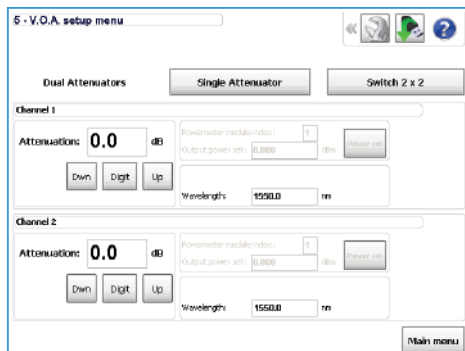 5 - V.O.A. setup menu
«
?
Dual Attenuators
Single Attenuator
Switch 2 x 2
Channel 1
Attenuation: 0.0 dB
Dwn Digit Up
Powermeter module index: 1
Output power set: 0.000 dBm
Power set
Wavelength: 1550.0 nm
Channel 2
Attenuation: 0.0 dB
Dwn Digit Up
Powermeter module index: 1
Output power set: 0.000 dBm
Power set
Wavelength: 1550.0 nm
Main menu